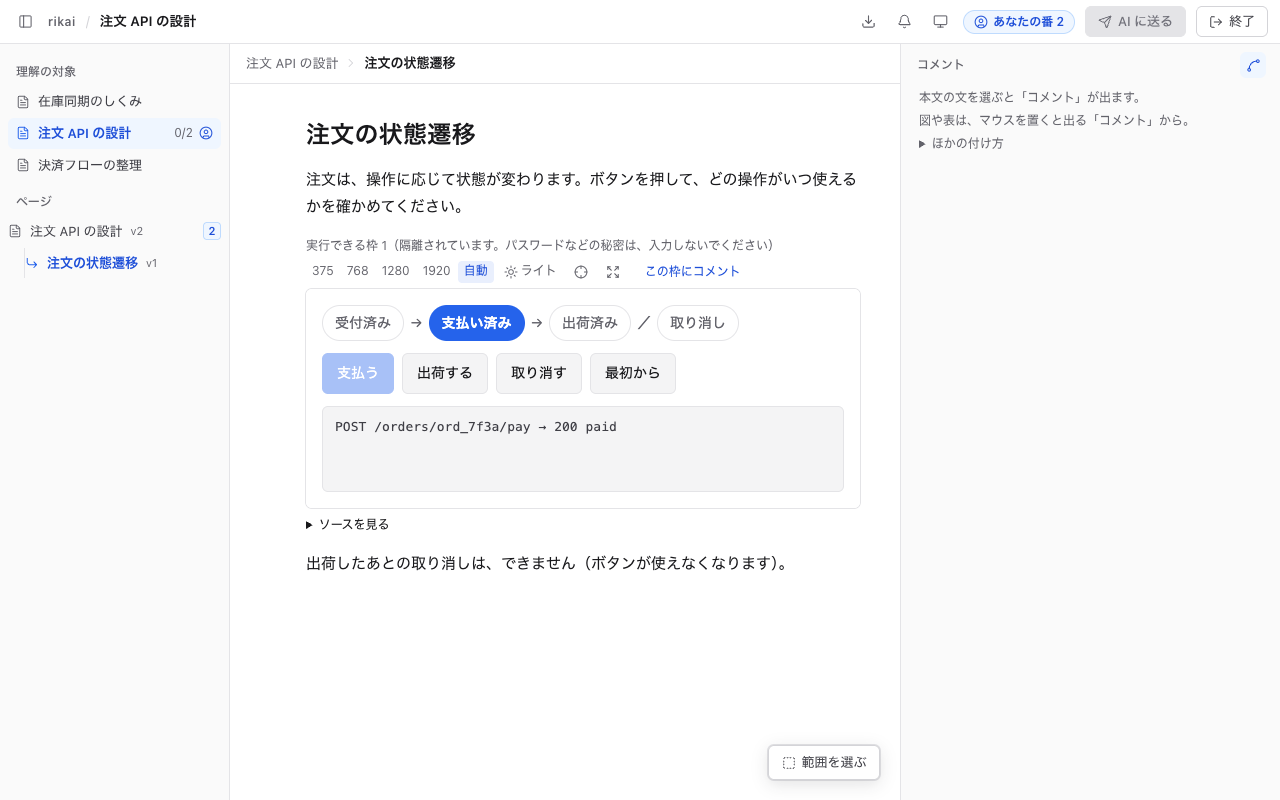 rikai / 注文 API の設計
あなたの番 2
AI に送る
終了
理解の対象
在庫同期のしくみ
注文 API の設計 0/2
決済フローの整理
ページ
注文 API の設計 v2 2
注文の状態遷移 v1
注文 API の設計 > 注文の状態遷移
注文の状態遷移
注文は、操作に応じて状態が変わります。ボタンを押して、どの操作がいつ使える
かを確かめてください。
実行できる枠 1（隔離されています。パスワードなどの秘密は、入力しないでください）
375 768 1280 1920 自動 ライト この枠にコメント
受付済み → 支払い済み → 出荷済み ／ 取り消し
支払う 出荷する 取り消す 最初から
POST /orders/ord_7f3a/pay → 200 paid
▶ ソースを見る
出荷したあとの取り消しは、できません（ボタンが使えなくなります）。
範囲を選ぶ
コメント
本文の文を選ぶと「コメント」が出ます。
図や表は、マウスを置くと出る「コメント」から。
▶ ほかの付け方